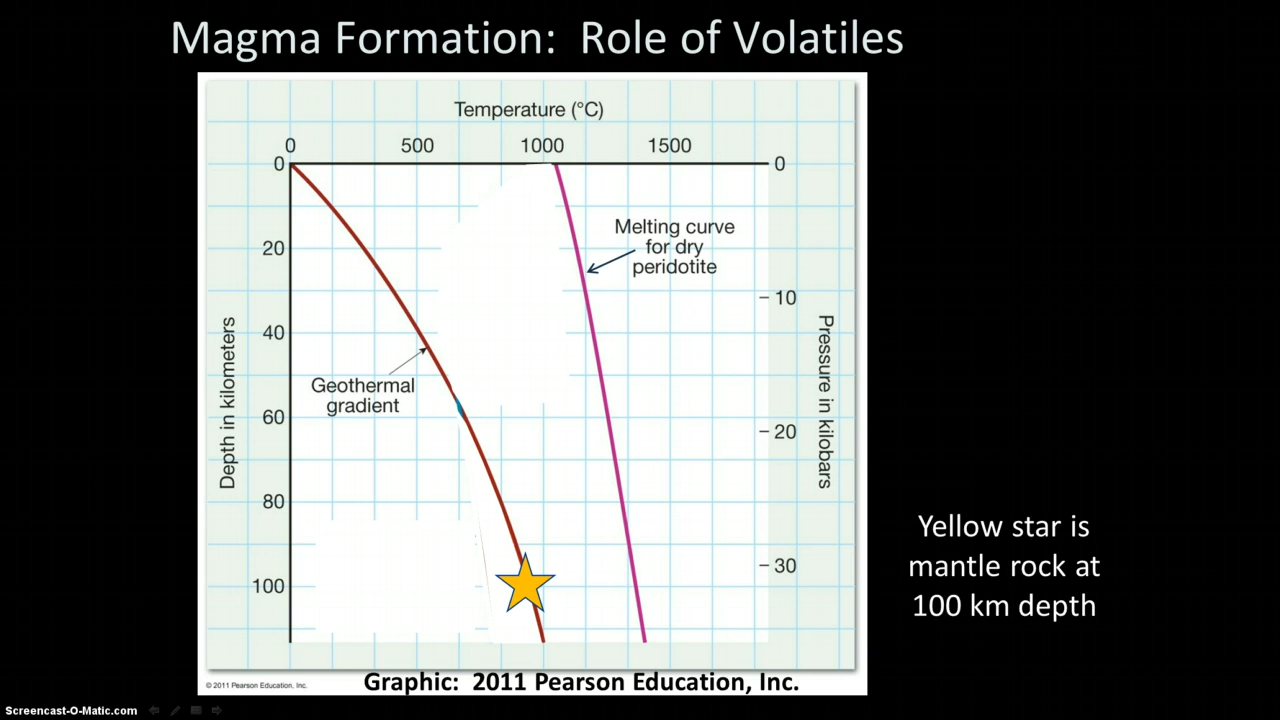 Magma Formation: Role of Volatiles
Temperature (°C)
0 500 1000 1500
0 0
Melting curve
for dry
peridotite
20
10
40
Geothermal
gradient
60
20
80
30
100
Depth in kilometers
Pressure in kilobars
Yellow star is
mantle rock at
100 km depth
© 2011 Pearson Education, Inc.
Graphic: 2011 Pearson Education, Inc.
Screencast-O-Matic.com